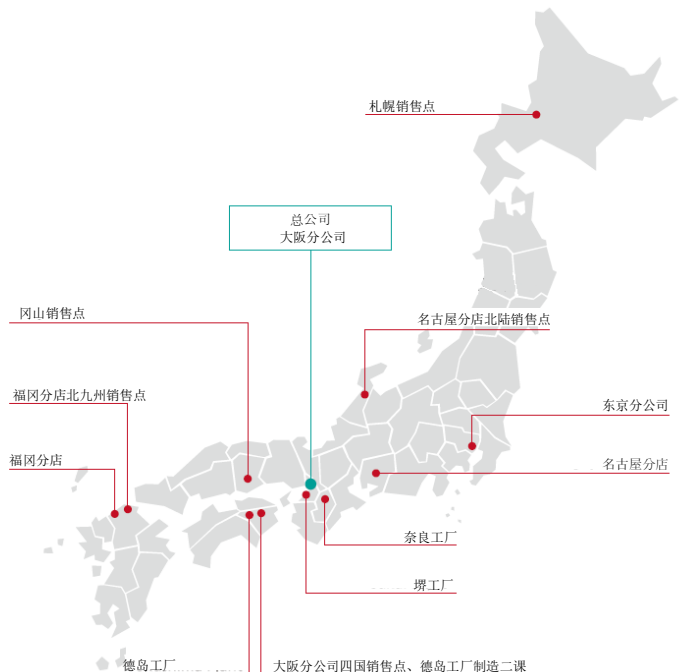 札幌销售点
总公司
大阪分公司
冈山销售点
名古屋分店北陆销售点
福冈分店北九州销售点
东京分公司
福冈分店
名古屋分店
奈良工厂
堺工厂
德岛工厂
大阪分公司四国销售点、德岛工厂制造二课